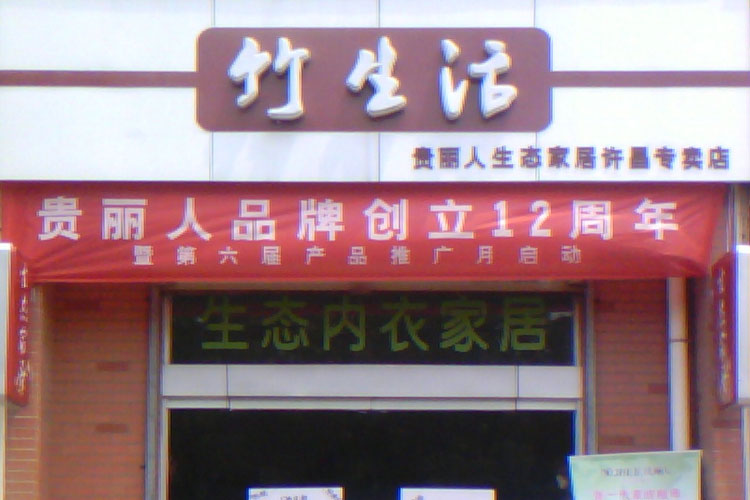 竹生活
贵丽人生态家居许昌专卖店
贵丽人品牌创立12周年
暨第六届产品推广月启动
生态内衣家居